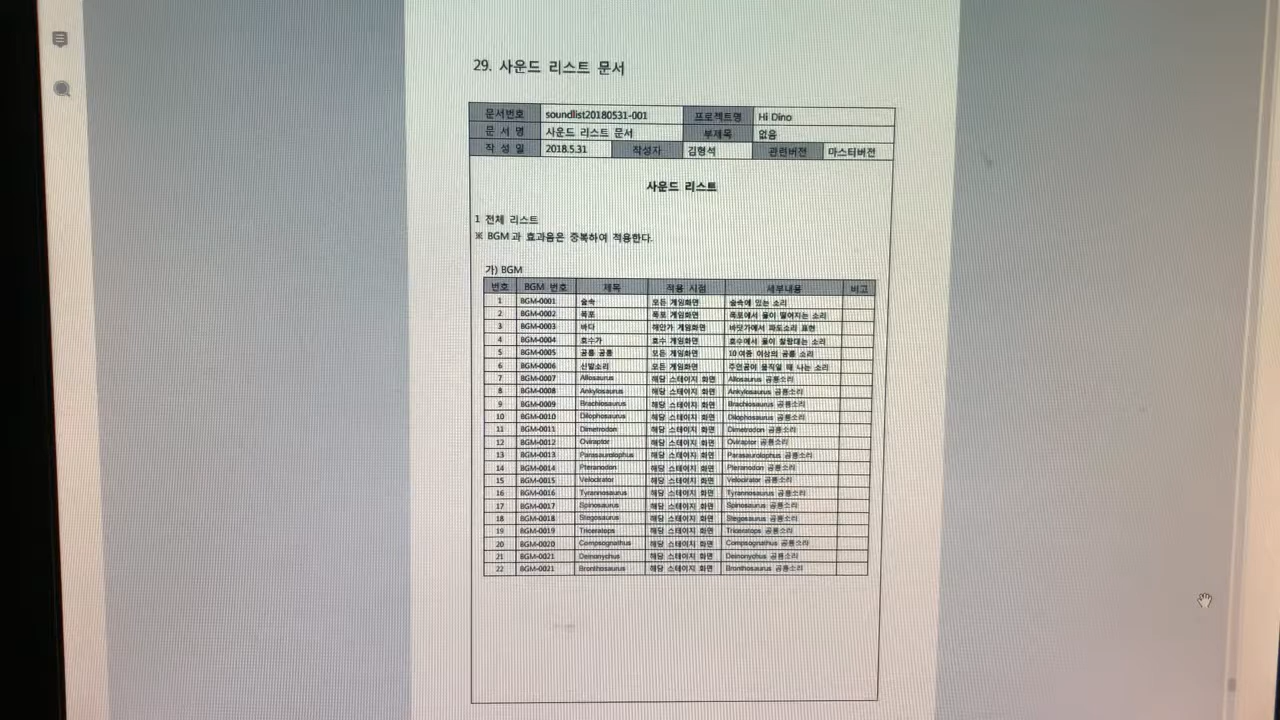 29. 사운드 리스트 문서
문서번호 soundlist20180531-001 프로젝트명 Hi Dino
문 서 명 사운드 리스트 문서 부제목 없음
작 성 일 2018.5.31 작성자 김형석 관련버전 마스터버전
사운드 리스트
1 전체 리스트
※ BGM과 효과음은 중복하여 적용한다.
가) BGM
번호 BGM 번호 제목 적용 시점 세부내용 비고
1 BGM-0001 숲속 모든 게임화면 숲속에 있는 소리
2 BGM-0002 폭포 폭포 게임화면 폭포에서 물이 떨어지는 소리
3 BGM-0003 바다 해안가 게임화면 바닷가에서 파도소리 표현
4 BGM-0004 호수가 호수 게임화면 호수에서 물이 찰랑대는 소리
5 BGM-0005 공룡 공룡 모든 게임화면 10여종 이상의 공룡 소리
6 BGM-0006 신발소리 모든 게임화면 주인공이 움직일 때 나는 소리
7 BGM-0007 Allosaurus 해당 스테이지 화면 Allosaurus 공룡소리
8 BGM-0008 Ankylosaurus 해당 스테이지 화면 Ankylosaurus 공룡소리
9 BGM-0009 Brachiosaurus 해당 스테이지 화면 Brachiosaurus 공룡소리
10 BGM-0010 Dilophosaurus 해당 스테이지 화면 Dilophosaurus 공룡소리
11 BGM-0011 Dimetrodon 해당 스테이지 화면 Dimetrodon 공룡소리
12 BGM-0012 Oviraptor 해당 스테이지 화면 Oviraptor 공룡소리
13 BGM-0013 Parasaurolophus 해당 스테이지 화면 Parasaurolophus 공룡소리
14 BGM-0014 Pteranodon 해당 스테이지 화면 Pteranodon 공룡소리
15 BGM-0015 Velocirator 해당 스테이지 화면 Velocirator 공룡소리
16 BGM-0016 Tyrannosaurus 해당 스테이지 화면 Tyrannosaurus 공룡소리
17 BGM-0017 Spinosaurus 해당 스테이지 화면 Spinosaurus 공룡소리
18 BGM-0018 Stegosaurus 해당 스테이지 화면 Stegosaurus 공룡소리
19 BGM-0019 Triceratops 해당 스테이지 화면 Triceratops 공룡소리
20 BGM-0020 Compsognathus 해당 스테이지 화면 Compsognathus 공룡소리
21 BGM-0021 Deinonychus 해당 스테이지 화면 Deinonychus 공룡소리
22 BGM-0021 Bronthosaurus 해당 스테이지 화면 Bronthosaurus 공룡소리